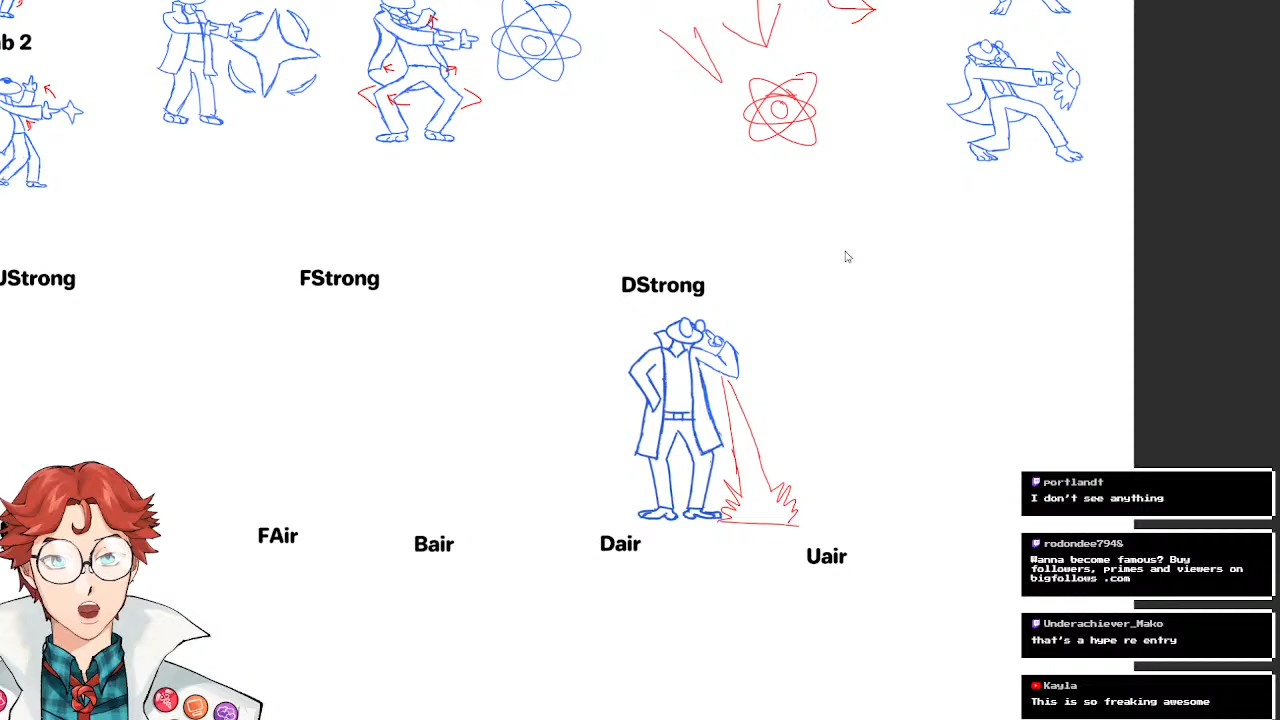 b 2
UStrong
FStrong
DStrong
FAir
Bair
Dair
Uair
portlandt
I don't see anything
rodondee7948
Wanna become famous? Buy
followers, primes and viewers on
bigfollows .com
Underachiever_Mako
that's a hype re entry
Kayla
This is so freaking awesome